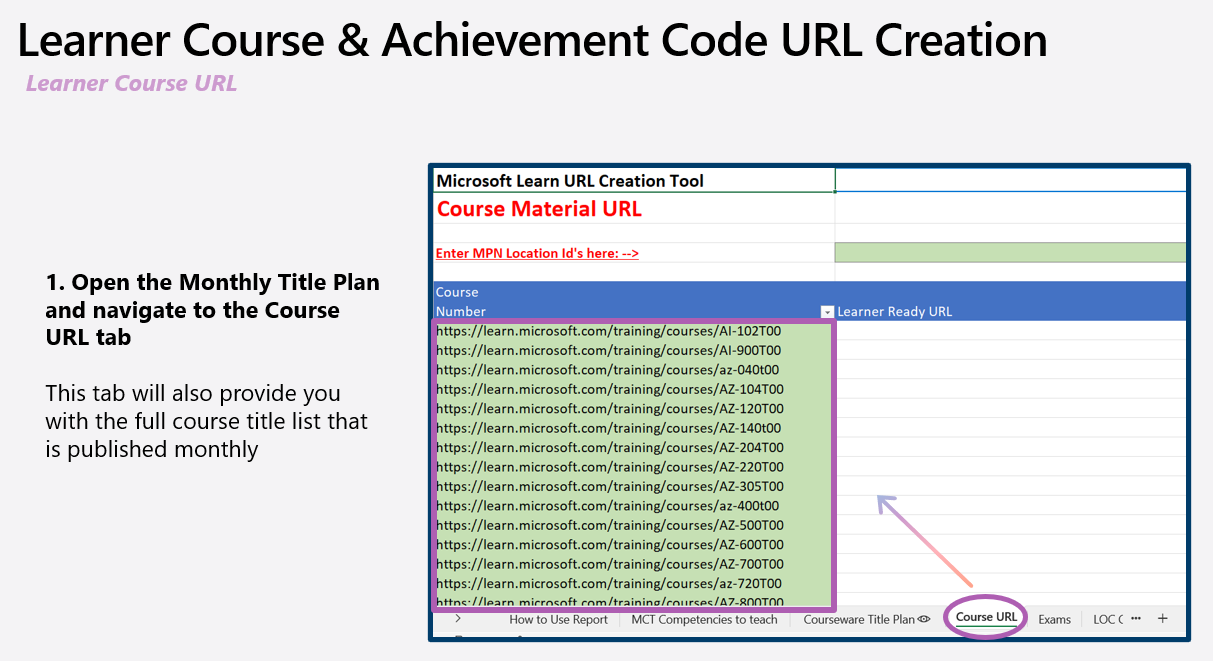 Learner Course & Achievement Code URL Creation
Learner Course URL
1. Open the Monthly Title Plan
and navigate to the Course
URL tab
This tab will also provide you
with the full course title list that
is published monthly
Microsoft Learn URL Creation Tool
Course Material URL
Enter MPN Location Id's here: -->
Course
Number
Learner Ready URL
https://learn.microsoft.com/training/courses/AI-102T00
https://learn.microsoft.com/training/courses/AI-900T00
https://learn.microsoft.com/training/courses/az-040t00
https://learn.microsoft.com/training/courses/AZ-104T00
https://learn.microsoft.com/training/courses/AZ-120T00
https://learn.microsoft.com/training/courses/AZ-140t00
https://learn.microsoft.com/training/courses/AZ-204T00
https://learn.microsoft.com/training/courses/AZ-220T00
https://learn.microsoft.com/training/courses/AZ-305T00
https://learn.microsoft.com/training/courses/az-400t00
https://learn.microsoft.com/training/courses/AZ-500T00
https://learn.microsoft.com/training/courses/AZ-600T00
https://learn.microsoft.com/training/courses/AZ-700T00
https://learn.microsoft.com/training/courses/az-720T00
https://learn.microsoft.com/training/courses/AZ-800T00
How to Use Report
MCT Competencies to teach
Courseware Title Plan
Course URL
Exams
LOC